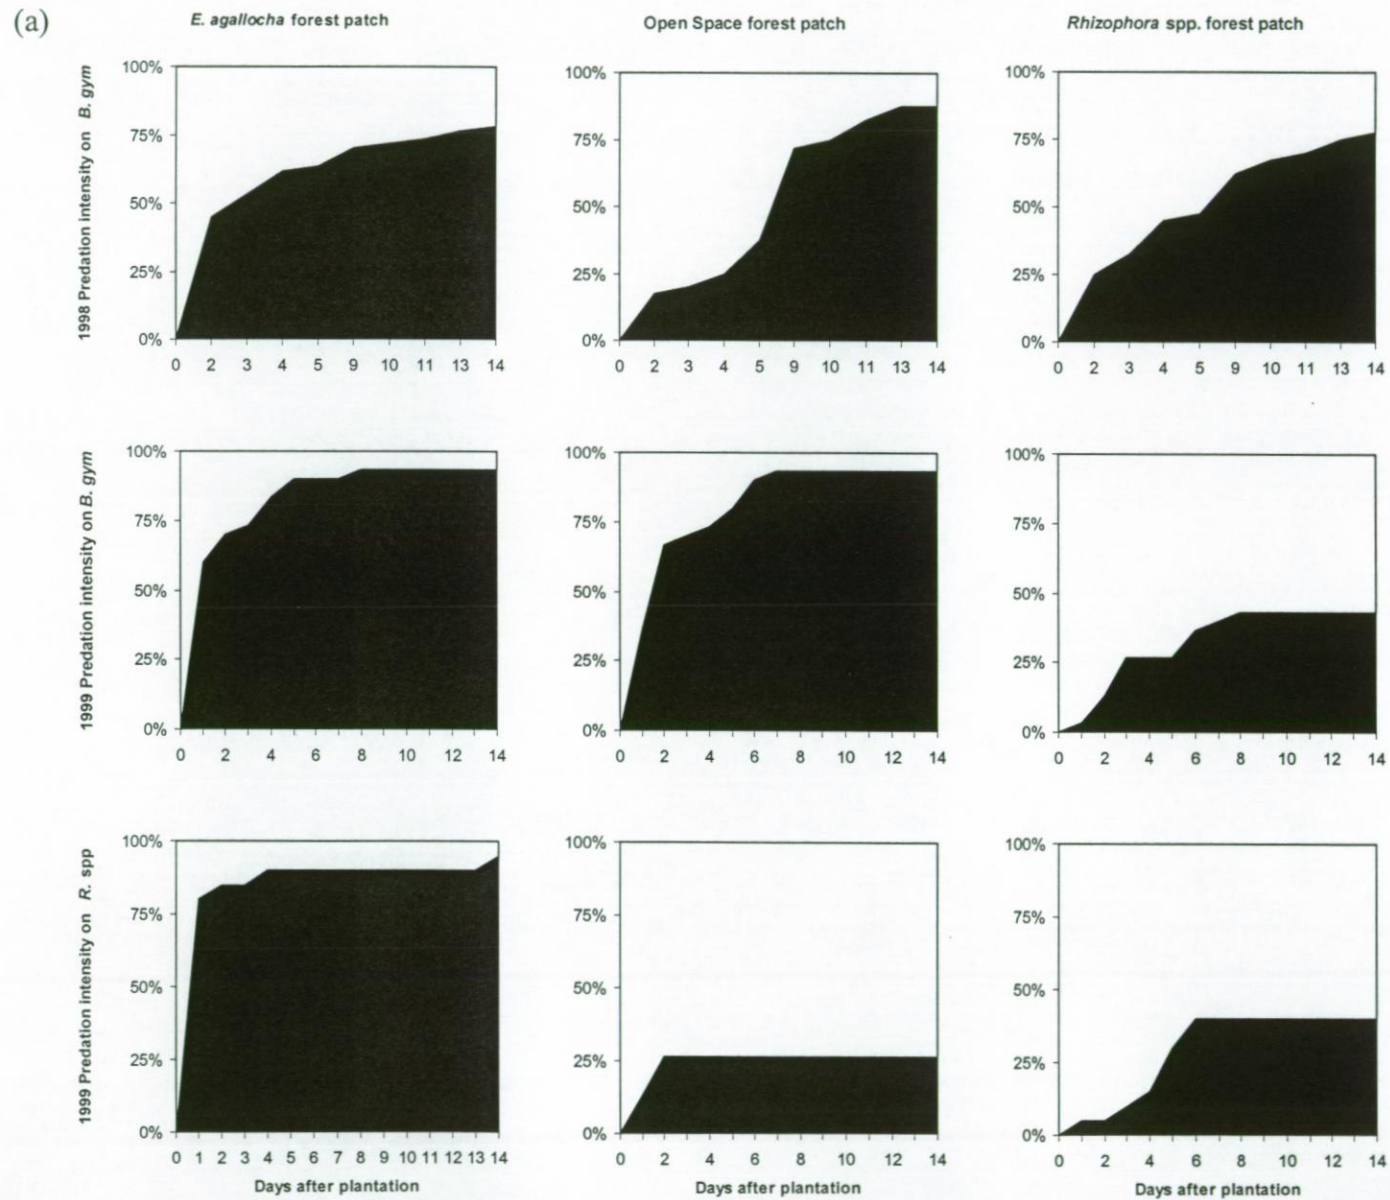 (a)
E. agallocha forest patch
Open Space forest patch
Rhizophora spp. forest patch
1998 Predation intensity on B. gym
100%
75%
50%
25%
0%
0 2 3 4 5 9 10 11 13 14
100%
75%
50%
25%
0%
0 2 3 4 5 9 10 11 13 14
100%
75%
50%
25%
0%
0 2 3 4 5 9 10 11 13 14
1999 Predation intensity on B. gym
100%
75%
50%
25%
0%
0 2 4 6 8 10 12 14
100%
75%
50%
25%
0%
0 2 4 6 8 10 12 14
100%
75%
50%
25%
0%
0 2 4 6 8 10 12 14
1999 Predation intensity on R. spp
100%
75%
50%
25%
0%
0 1 2 3 4 5 6 7 8 9 10 11 12 13 14
Days after plantation
100%
75%
50%
25%
0%
0 2 4 6 8 10 12 14
Days after plantation
100%
75%
50%
25%
0%
0 2 4 6 8 10 12 14
Days after plantation